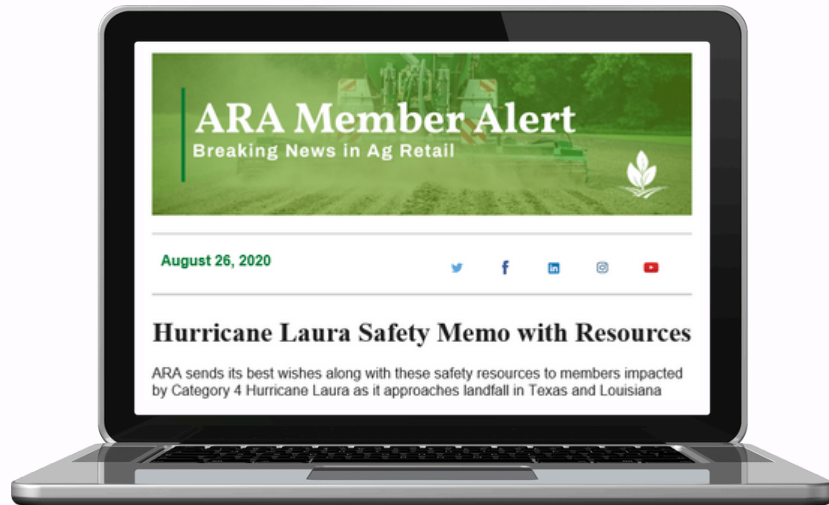 ARA Member Alert
Breaking News in Ag Retail
August 26, 2020
Hurricane Laura Safety Memo with Resources
ARA sends its best wishes along with these safety resources to members impacted
by Category 4 Hurricane Laura as it approaches landfall in Texas and Louisiana